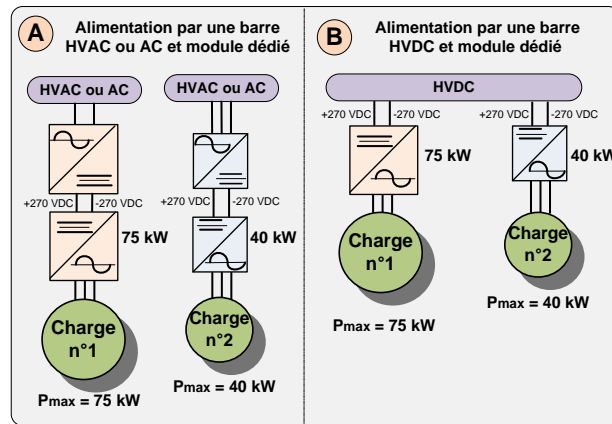 A
Alimentation par une barre
HVAC ou AC et module dédié
HVAC ou AC
HVAC ou AC
+270 VDC
-270 VDC
+270 VDC
-270 VDC
75 kW
40 kW
Charge
n°1
Charge
n°2
Pmax = 75 kW
Pmax = 40 kW
B
Alimentation par une barre
HVDC et module dédié
HVDC
+270 VDC
-270 VDC
+270 VDC
-270 VDC
75 kW
40 kW
Charge
n°1
Charge
n°2
Pmax = 75 kW
Pmax = 40 kW